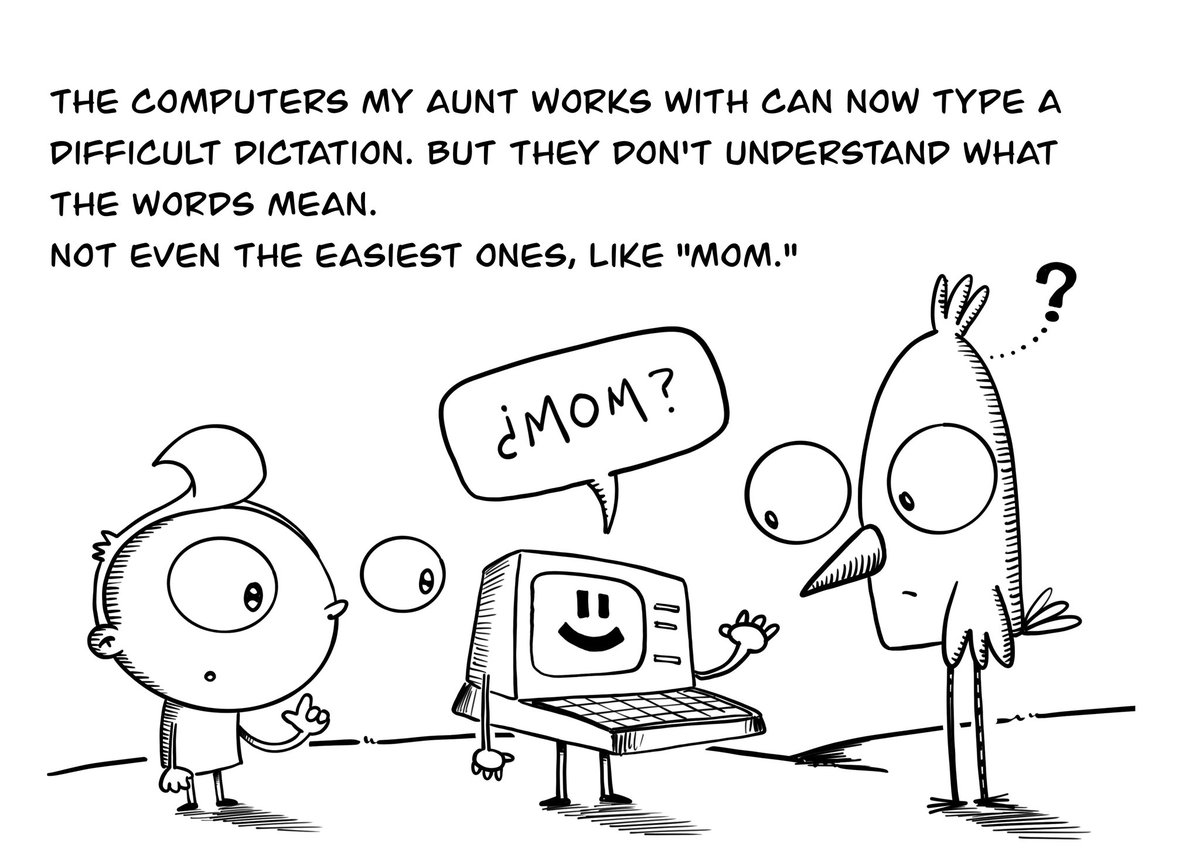 THE COMPUTERS MY AUNT WORKS WITH CAN NOW TYPE A
DIFFICULT DICTATION. BUT THEY DON'T UNDERSTAND WHAT
THE WORDS MEAN.
NOT EVEN THE EASIEST ONES, LIKE "MOM."
?
¿MOM?